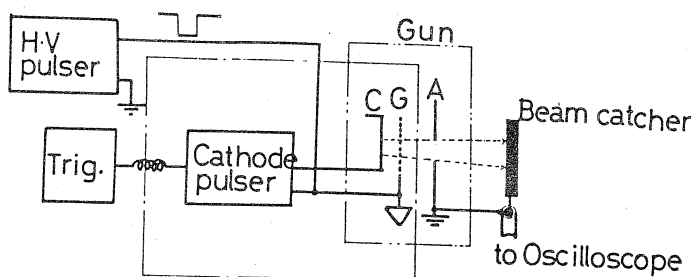 H·V
pulser
Gun
C G A
Beam catcher
Trig.
Cathode
pulser
to Oscilloscope